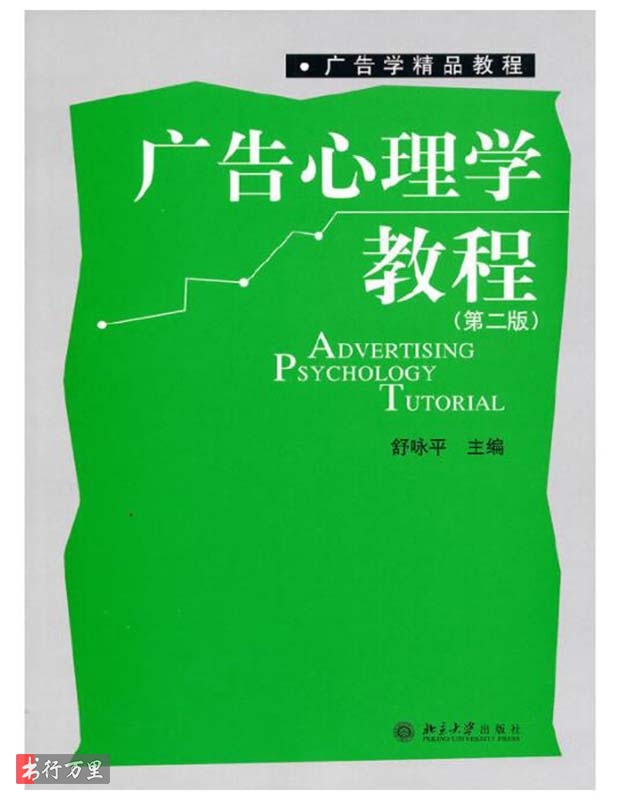 • 广告学精品教程
广告心理学
教程
(第二版)
ADVERTISING
PSYCHOLOGY
TUTORIAL
舒咏平 主编
北京大学出版社
PEKING UNIVERSITY PRESS
书行万里